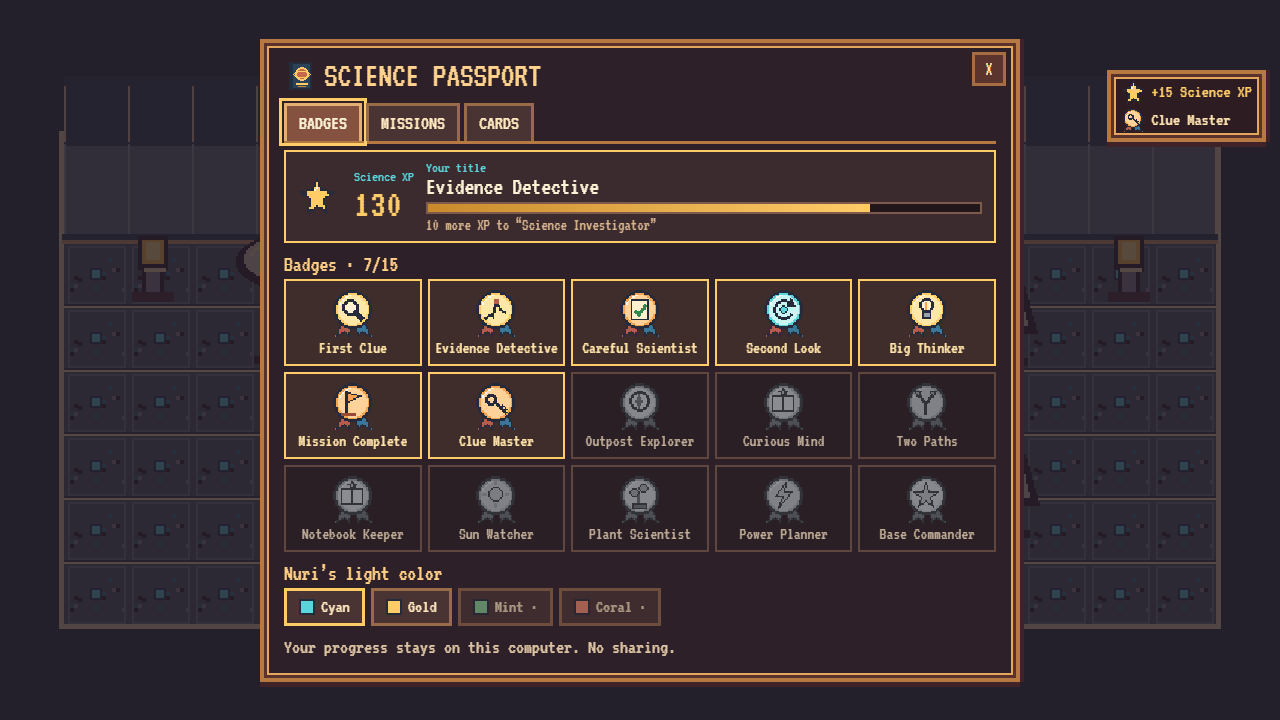 SCIENCE PASSPORT
X
+15 Science XP
Clue Master
BADGES
MISSIONS
CARDS
Science XP
130
Your title
Evidence Detective
10 more XP to “Science Investigator”
Badges · 7/15
First Clue
Evidence Detective
Careful Scientist
Second Look
Big Thinker
Mission Complete
Clue Master
Outpost Explorer
Curious Mind
Two Paths
Notebook Keeper
Sun Watcher
Plant Scientist
Power Planner
Base Commander
Nuri’s light color
Cyan
Gold
Mint ·
Coral ·
Your progress stays on this computer. No sharing.